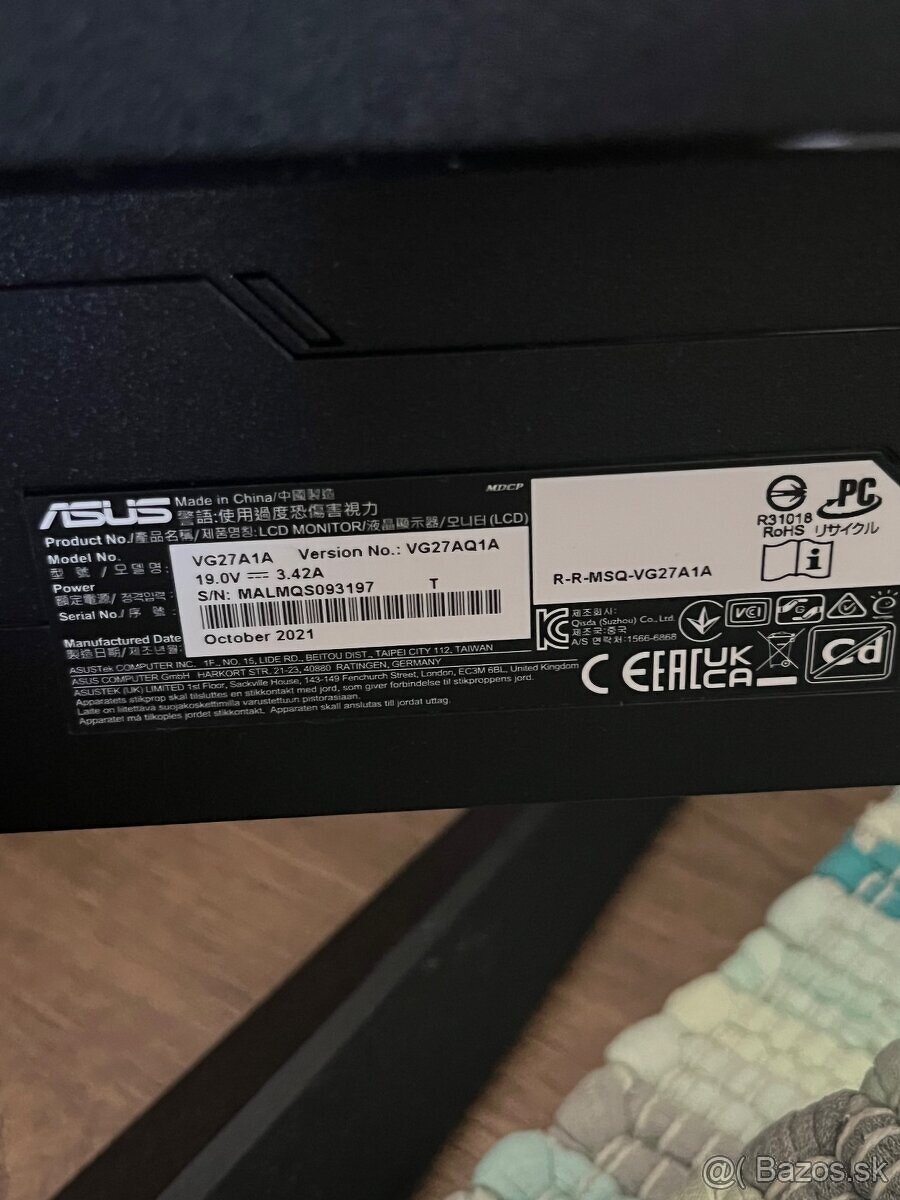 ASUS Made in China/中國製造
警語:使用過度恐傷害視力
MDCP
Product No./產品名稱/제품명칭:LCD MONITOR/液晶顯示器/모니터(LCD)
Model No.
型 號 / 모델명:
VG27A1A Version No.: VG27AQ1A
Power
額定電源/ 정격입력:
19.0V ⎓ 3.42A
Serial No./序 號 :
S/N: MALMQS093197 T
Manufactured Date
製造日期/제조년월:
October 2021
ASUSTek COMPUTER INC. 1F., NO. 15, LIDE RD., BEITOU DIST., TAIPEI CITY 112, TAIWAN
ASUS COMPUTER GmbH HARKORT STR. 21-23, 40880 RATINGEN, GERMANY
ASUSTEK (UK) LIMITED 1st Floor, Sackville House, 143-149 Fenchurch Street, London, EC3M 6BL, United Kingdom
Apparatets stikprop skal tilsluttes en stikkontakt med jord, som giver forbindelse til stikproppens jord.
Laite on liitettävä suojakoskettimilla varustettuun pistorasiaan.
Apparatet må tilkoples jordet stikkontakt. Apparaten skall anslutas till jordat uttag.
R-R-MSQ-VG27A1A
R31018
RoHS
PC
リサイクル
제조회사:
Qisda (Suzhou) Co., Ltd.
제조국:중국
A/S 연락처:1566-6868
VCCI
CE EAC UK
CA
Cd
@( Bazos.sk